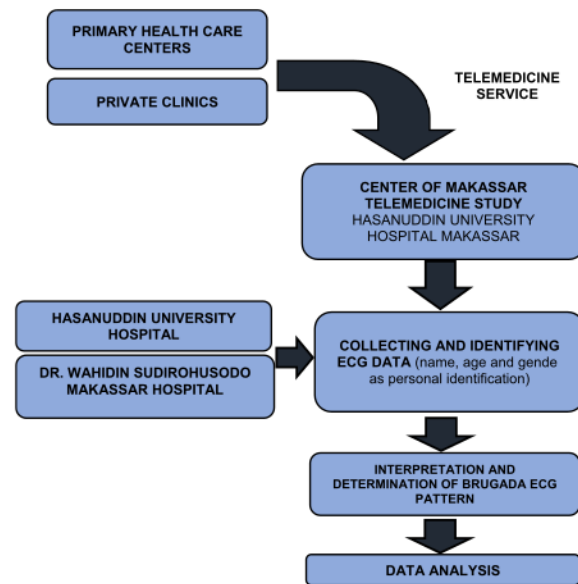 PRIMARY HEALTH CARE
CENTERS
PRIVATE CLINICS
TELEMEDICINE
SERVICE
CENTER OF MAKASSAR
TELEMEDICINE STUDY
HASANUDDIN UNIVERSITY
HOSPITAL MAKASSAR
HASANUDDIN UNIVERSITY
HOSPITAL
DR. WAHIDIN SUDIROHUSODO
MAKASSAR HOSPITAL
COLLECTING AND IDENTIFYING
ECG DATA (name, age and gende
as personal identification)
INTERPRETATION AND
DETERMINATION OF BRUGADA ECG
PATTERN
DATA ANALYSIS